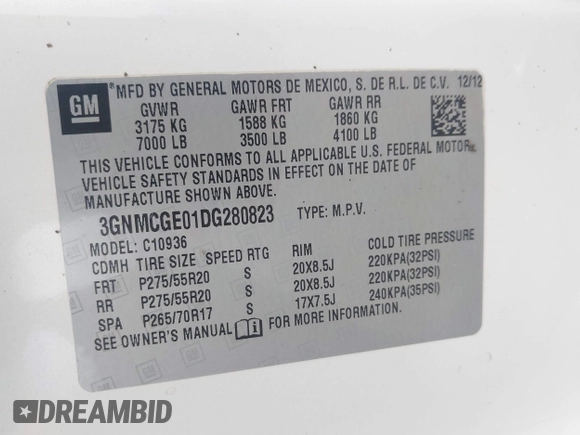 GM
® MFD BY GENERAL MOTORS DE MEXICO, S. DE R.L. DE C.V. 12/12
GVWR GAWR FRT GAWR RR
3175 KG 1588 KG 1860 KG
7000 LB 3500 LB 4100 LB
THIS VEHICLE CONFORMS TO ALL APPLICABLE U.S. FEDERAL MOTOR
VEHICLE SAFETY STANDARDS IN EFFECT ON THE DATE OF
MANUFACTURE SHOWN ABOVE.
3GNMCGE01DG280823 TYPE: M.P.V.
MODEL: C10936
CDMH TIRE SIZE SPEED RTG RIM COLD TIRE PRESSURE
FRT P275/55R20 S 20X8.5J 220KPA(32PSI)
RR P275/55R20 S 20X8.5J 220KPA(32PSI)
SPA P265/70R17 S 17X7.5J 240KPA(35PSI)
SEE OWNER'S MANUAL FOR MORE INFORMATION.
DREAMBID